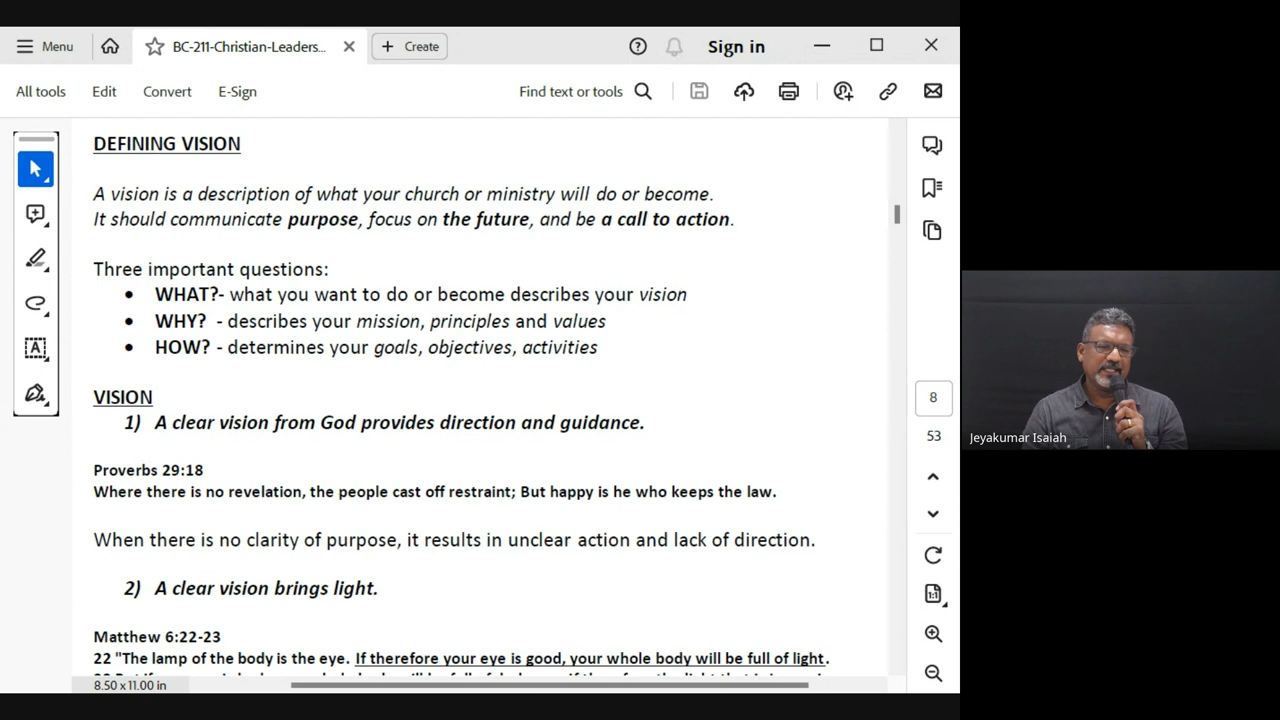 Menu
BC-211-Christian-Leaders...
Create
Sign in
All tools
Edit
Convert
E-Sign
Find text or tools
DEFINING VISION
A vision is a description of what your church or ministry will do or become.
It should communicate purpose, focus on the future, and be a call to action.
Three important questions:
• WHAT?- what you want to do or become describes your vision
• WHY? - describes your mission, principles and values
• HOW? - determines your goals, objectives, activities
VISION
1) A clear vision from God provides direction and guidance.
Proverbs 29:18
Where there is no revelation, the people cast off restraint; But happy is he who keeps the law.
When there is no clarity of purpose, it results in unclear action and lack of direction.
2) A clear vision brings light.
Matthew 6:22-23
22 "The lamp of the body is the eye. If therefore your eye is good, your whole body will be full of light.
8.50 x 11.00 in
8
53
1:1
Jeyakumar Isaiah